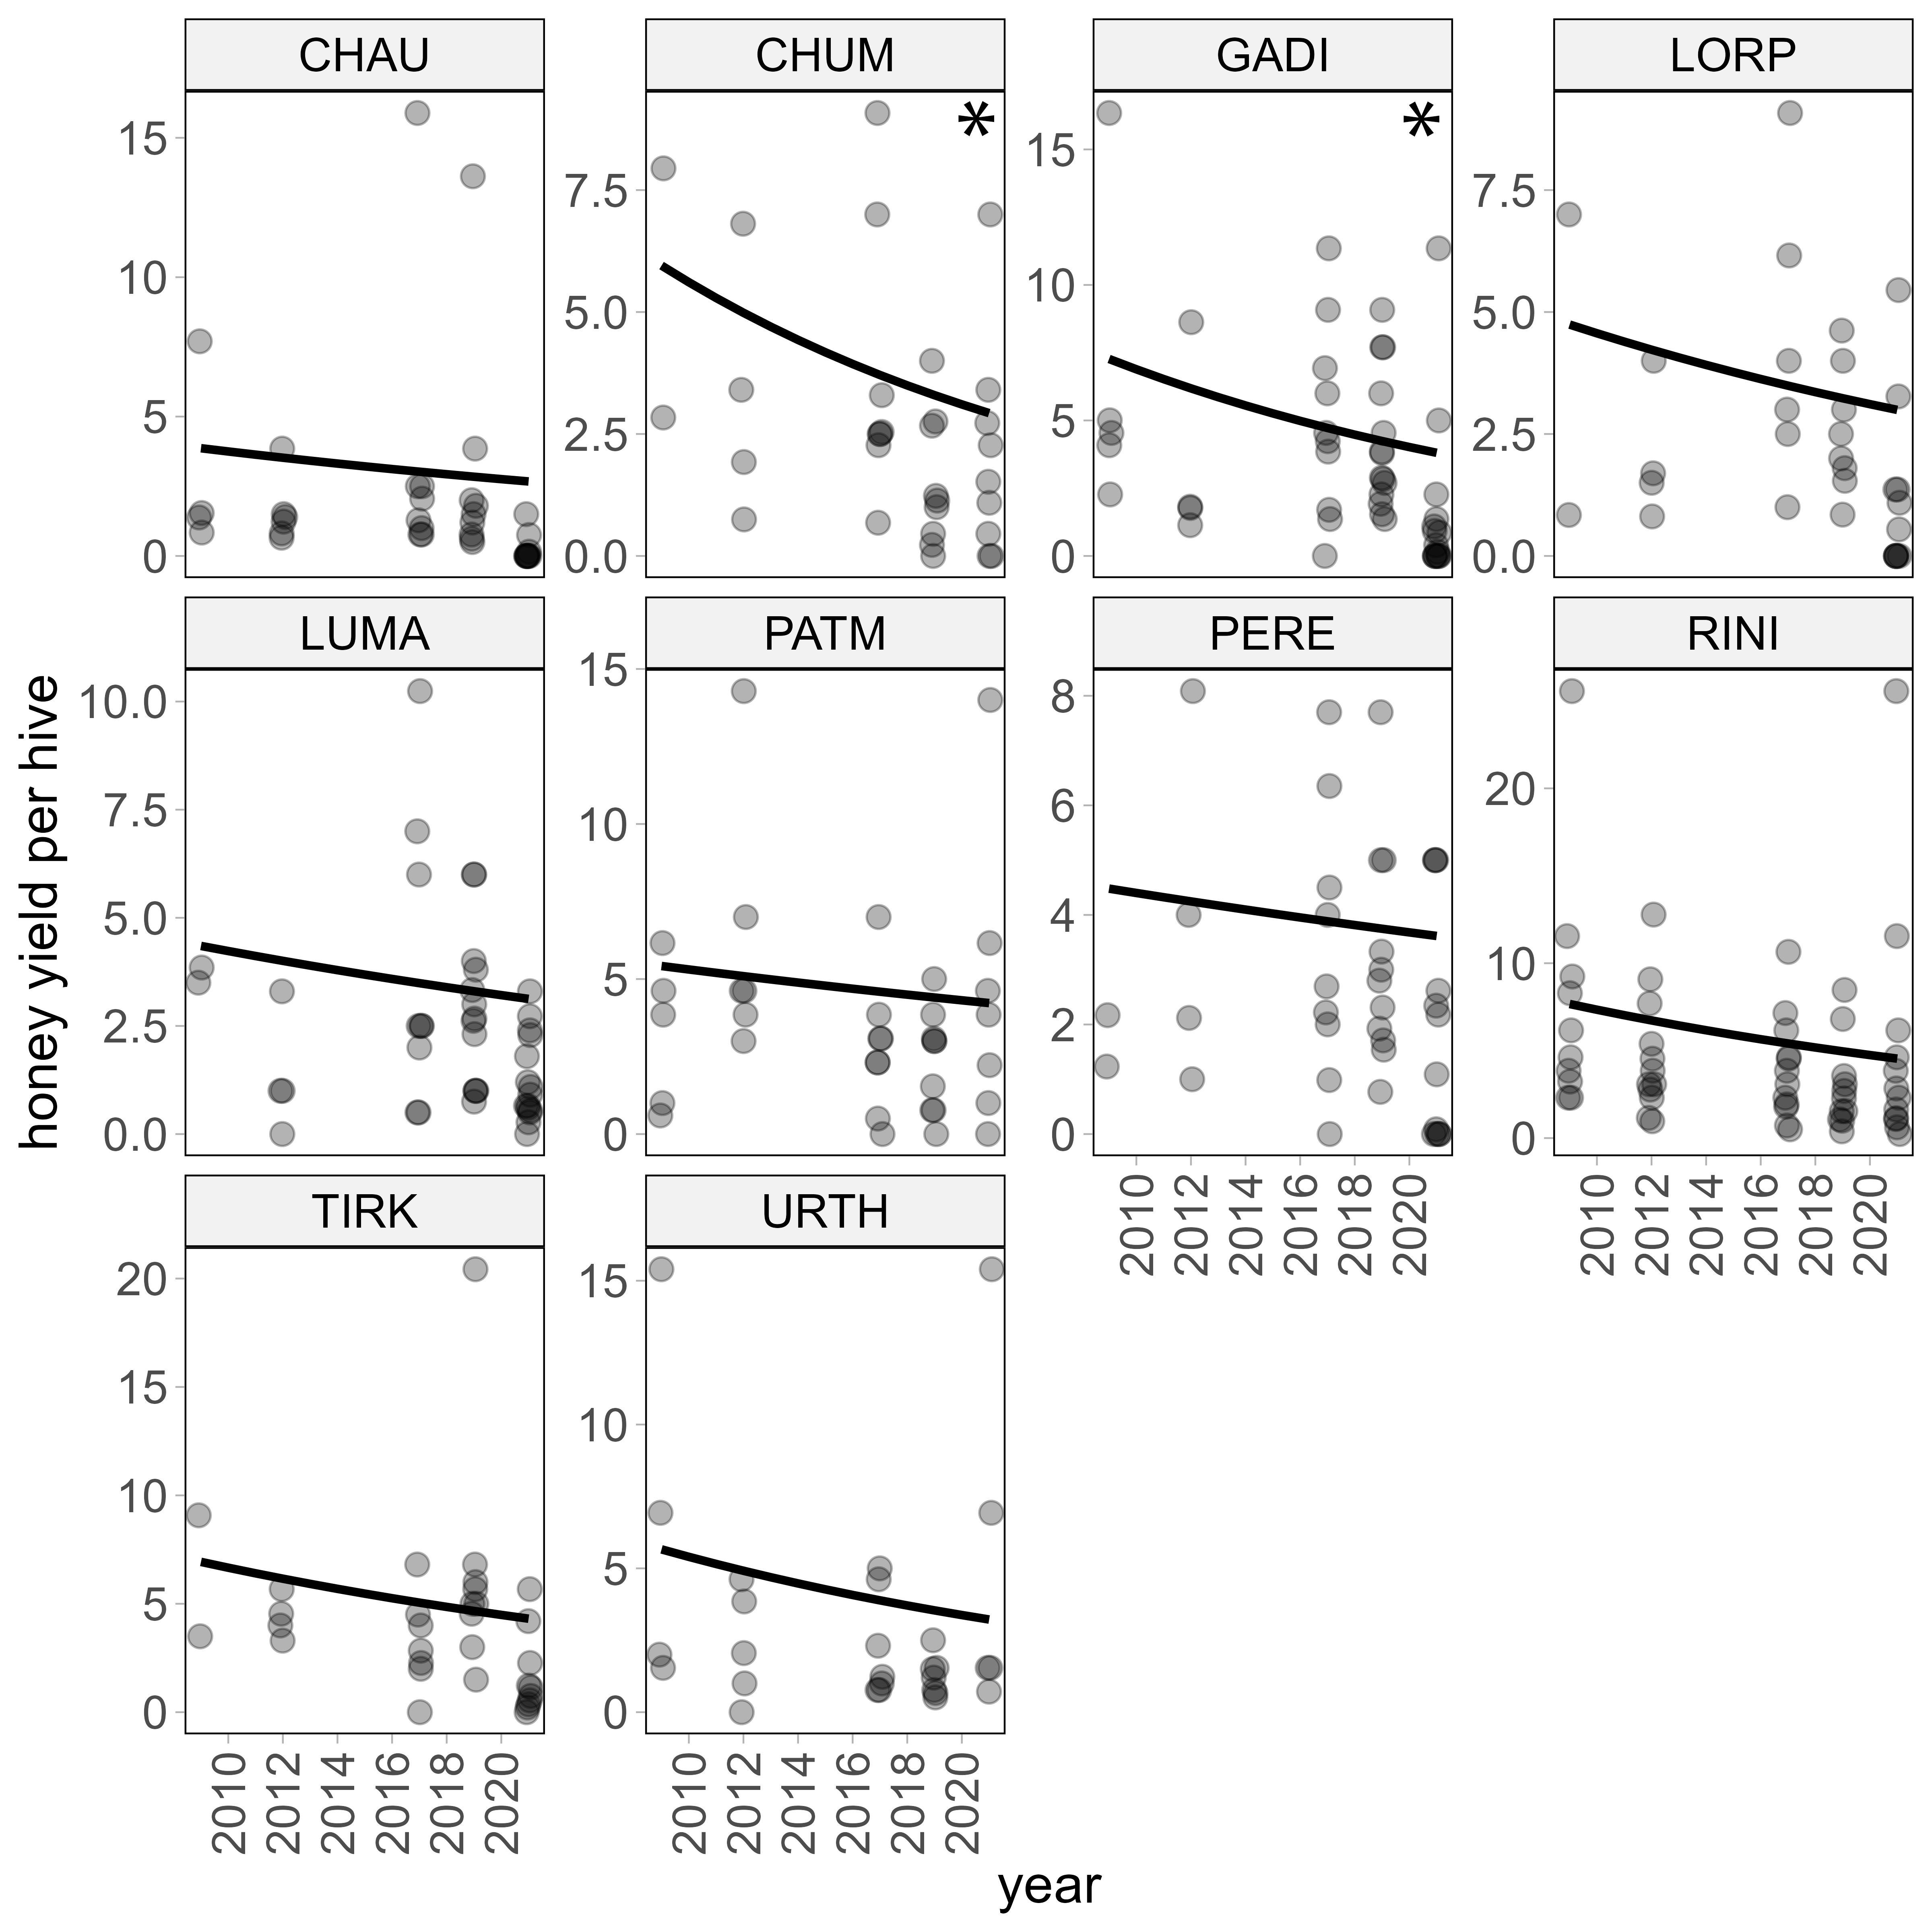 CHAU CHUM GADI LORP
* *
15 10 5 0
7.5 5.0 2.5 0.0
15 10 5 0
7.5 5.0 2.5 0.0
LUMA PATM PERE RINI
10.0 7.5 5.0 2.5 0.0
15 10 5 0
8 6 4 2 0
20 10 0
2010 2012 2014 2016 2018 2020
2010 2012 2014 2016 2018 2020
TIRK URTH
20 15 10 5 0
15 10 5 0
2010 2012 2014 2016 2018 2020
2010 2012 2014 2016 2018 2020
honey yield per hive
year